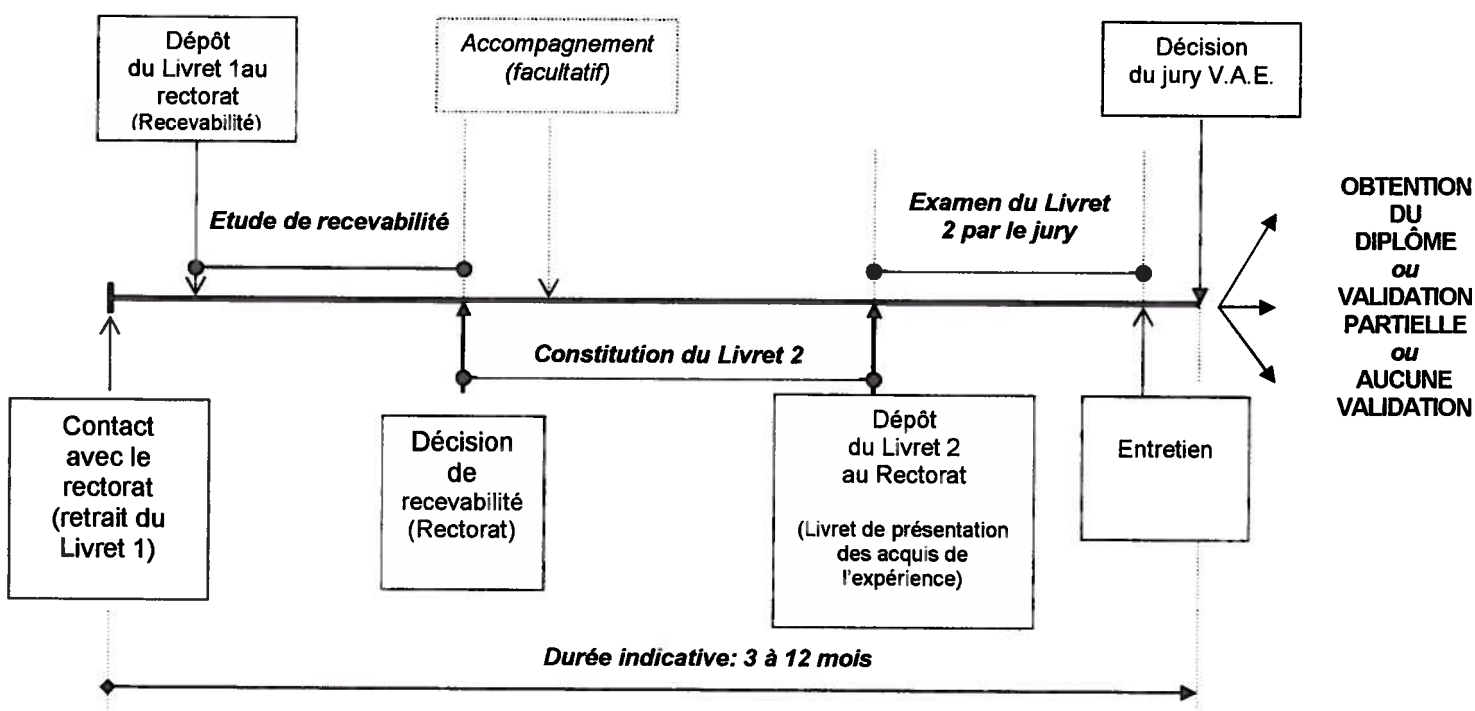 Dépôt
du Livret 1au
rectorat
(Recevabilité)
Accompagnement
(facultatif)
Décision
du jury V.A.E.
Etude de recevabilité
Examen du Livret
2 par le jury
OBTENTION
DU
DIPLÔME
ou
VALIDATION
PARTIELLE
ou
AUCUNE
VALIDATION
Constitution du Livret 2
Contact
avec le
rectorat
(retrait du
Livret 1)
Décision
de
recevabilité
(Rectorat)
Dépôt
du Livret 2
au Rectorat
(Livret de présentation
des acquis de
l'expérience)
Entretien
Durée indicative: 3 à 12 mois